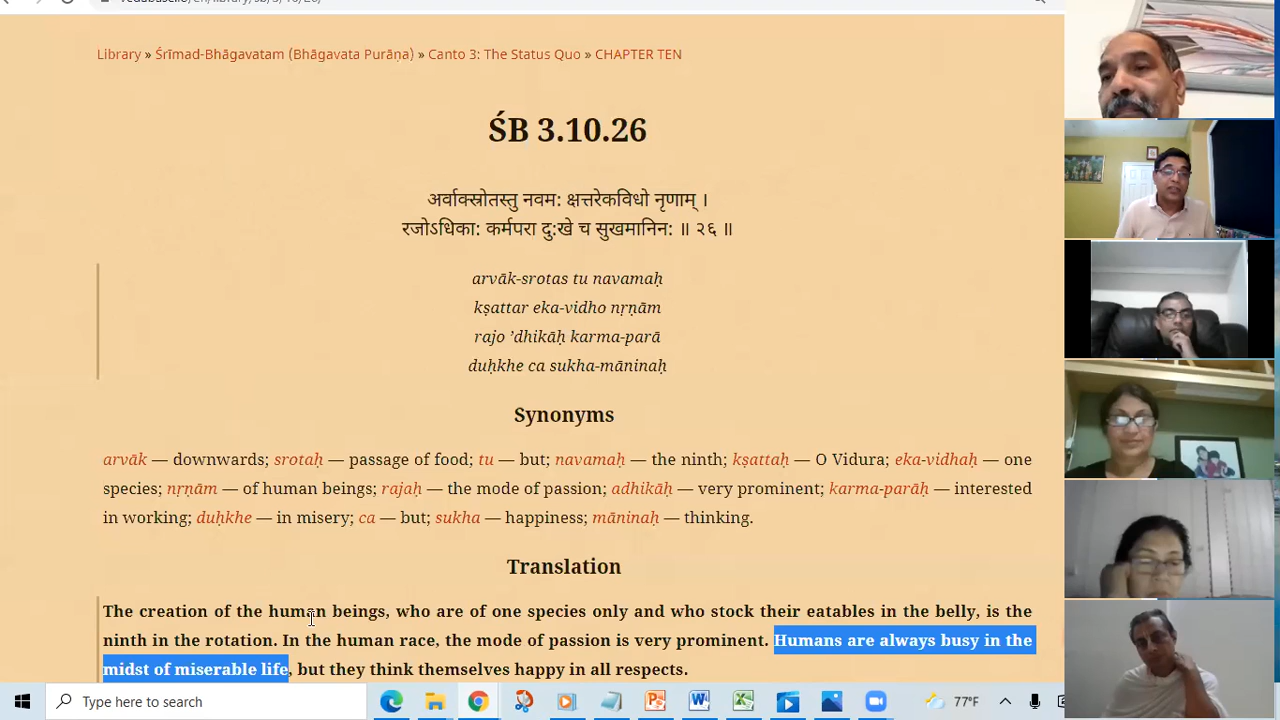 Library » Śrīmad-Bhāgavatam (Bhāgavata Purāṇa) » Canto 3: The Status Quo » CHAPTER TEN
ŚB 3.10.26
अर्वाक्स्रोतस्तु नवम: क्षत्तरेकविधो नृणाम् ।
रजोऽधिका: कर्मपरा दु:खे च सुखमानिन: ॥ २६ ॥
arvāk-srotas tu navamaḥ
kṣattar eka-vidho nṛṇām
rajo ’dhikāḥ karma-parā
duḥkhe ca sukha-māninaḥ
Synonyms
arvāk — downwards; srotaḥ — passage of food; tu — but; navamaḥ — the ninth; kṣattaḥ — O Vidura; eka-vidhaḥ — one
species; nṛṇām — of human beings; rajaḥ — the mode of passion; adhikāḥ — very prominent; karma-parāḥ — interested
in working; duḥkhe — in misery; ca — but; sukha — happiness; māninaḥ — thinking.
Translation
The creation of the human beings, who are of one species only and who stock their eatables in the belly, is the
ninth in the rotation. In the human race, the mode of passion is very prominent. Humans are always busy in the
midst of miserable life, but they think themselves happy in all respects.
Type here to search
77°F